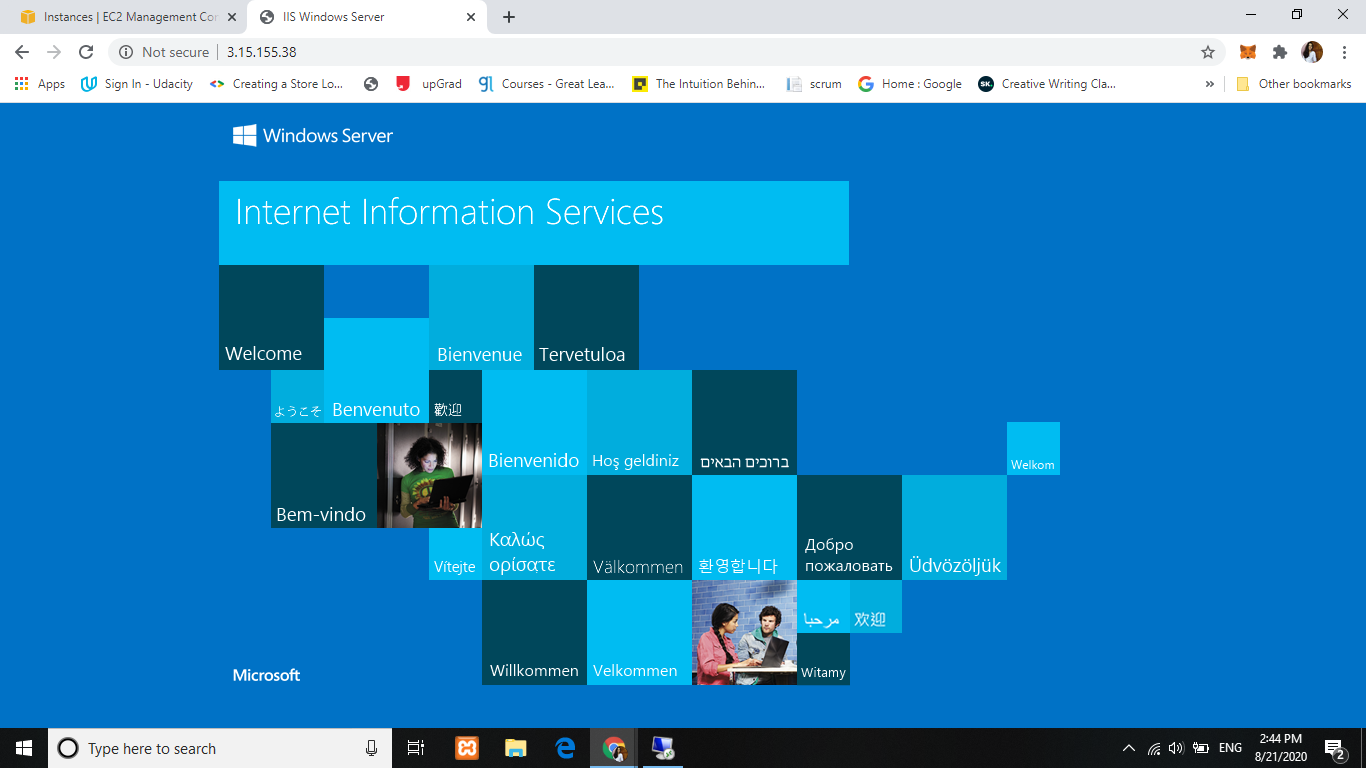 Instances | EC2 Management Con
IIS Windows Server
Not secure
3.15.155.38
Apps
Sign In - Udacity
Creating a Store Lo...
upGrad
Courses - Great Lea...
The Intuition Behin...
scrum
Home : Google
Creative Writing Cla...
Other bookmarks
Windows Server
Internet Information Services
Welcome
Bienvenue
Tervetuloa
ようこそ
Benvenuto
歡迎
Bienvenido
Hoş geldiniz
ברוכים הבאים
Welkom
Bem-vindo
Vítejte
Καλώς
ορίσατε
Välkommen
환영합니다
Добро
пожаловать
Üdvözöljük
Willkommen
Velkommen
مرحبا
欢迎
Witamy
Microsoft
Type here to search
ENG
2:44 PM
8/21/2020
2